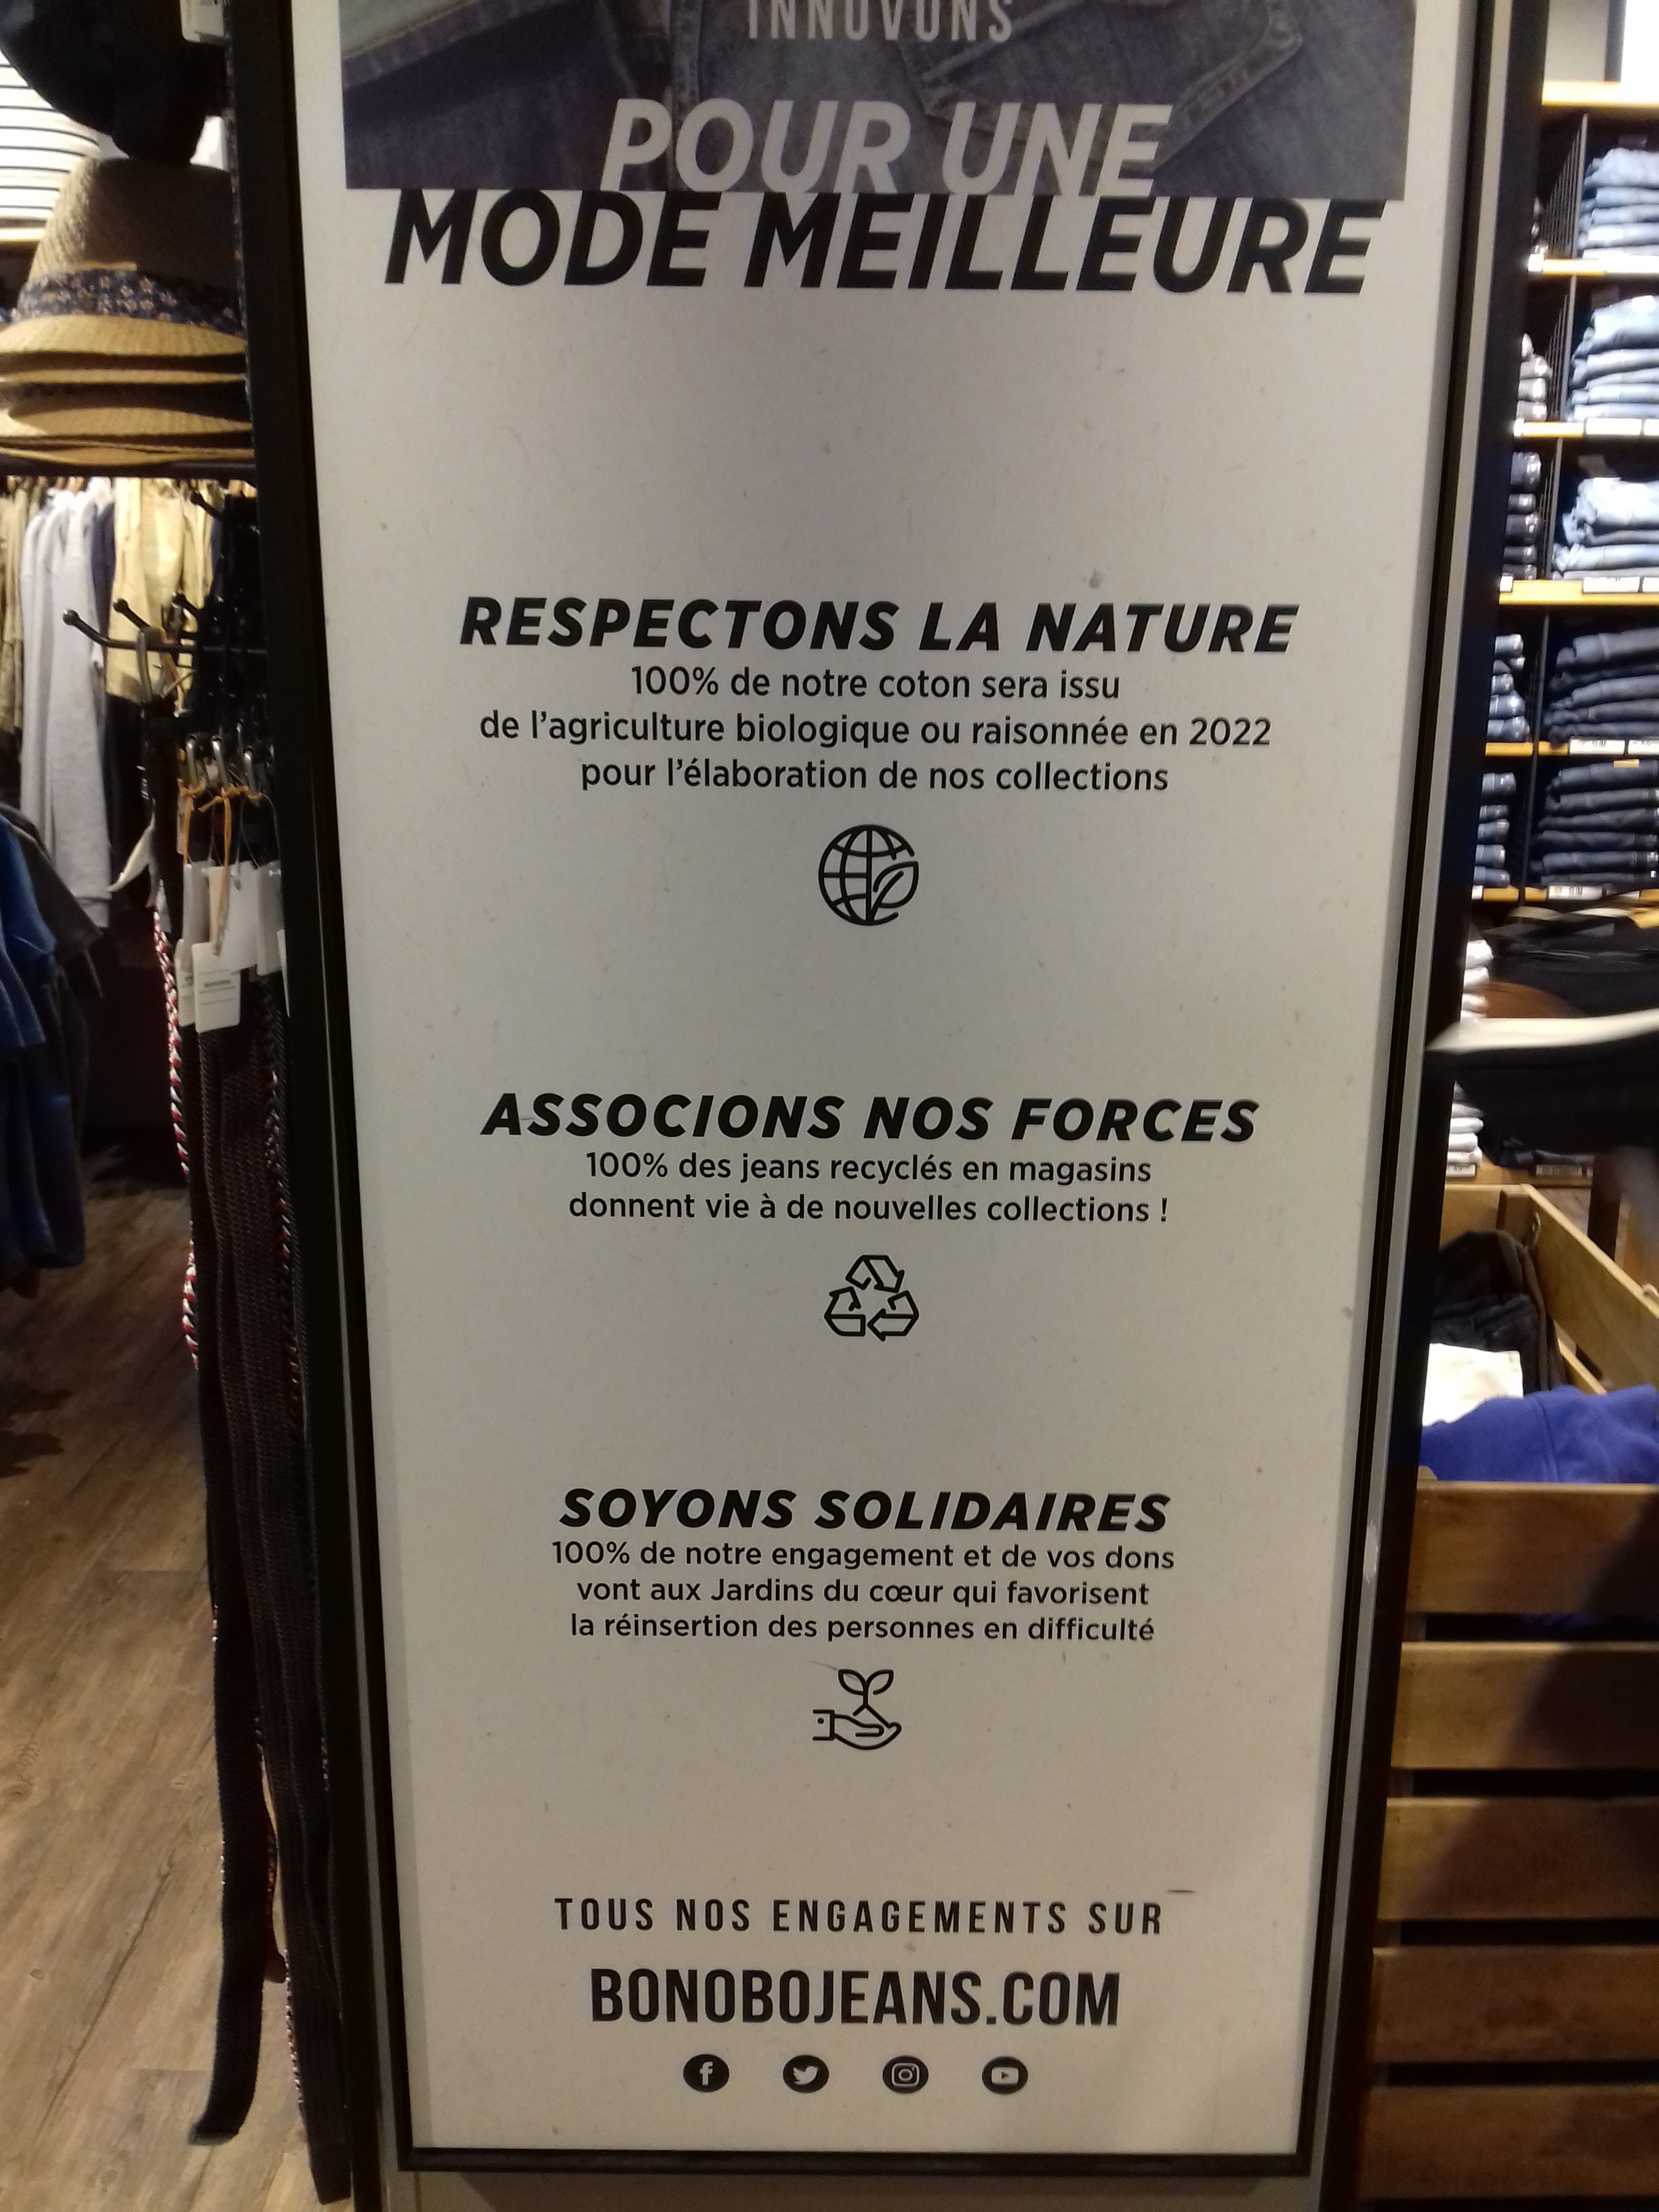 INNOVONS
POUR UNE
MODE MEILLEURE
RESPECTONS LA NATURE
100% de notre coton sera issu
de l'agriculture biologique ou raisonnée en 2022
pour l'élaboration de nos collections
ASSOCIONS NOS FORCES
100% des jeans recyclés en magasins
donnent vie à de nouvelles collections !
SOYONS SOLIDAIRES
100% de notre engagement et de vos dons
vont aux Jardins du cœur qui favorisent
la réinsertion des personnes en difficulté
TOUS NOS ENGAGEMENTS SUR
BONOBOJEANS.COM